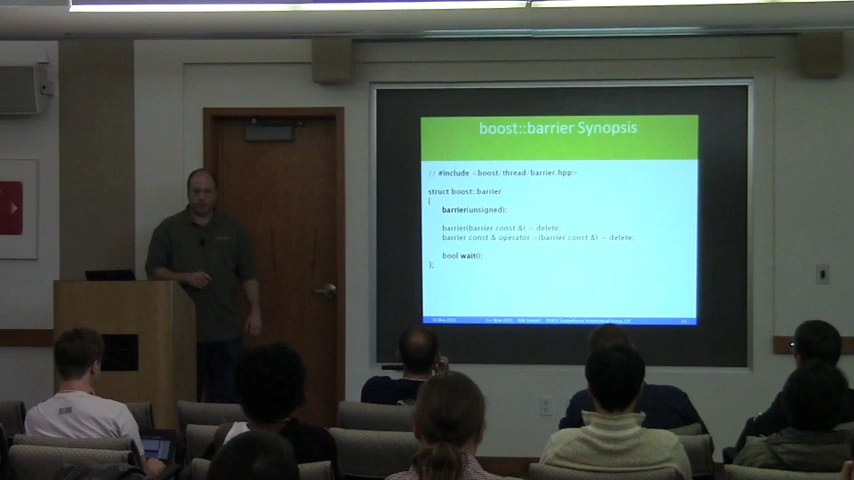 boost::barrier Synopsis
// #include <boost/thread/barrier.hpp>
struct boost::barrier
{
barrier(unsigned);
barrier(barrier const &) = delete;
barrier const & operator =(barrier const &) = delete;
bool wait();
};